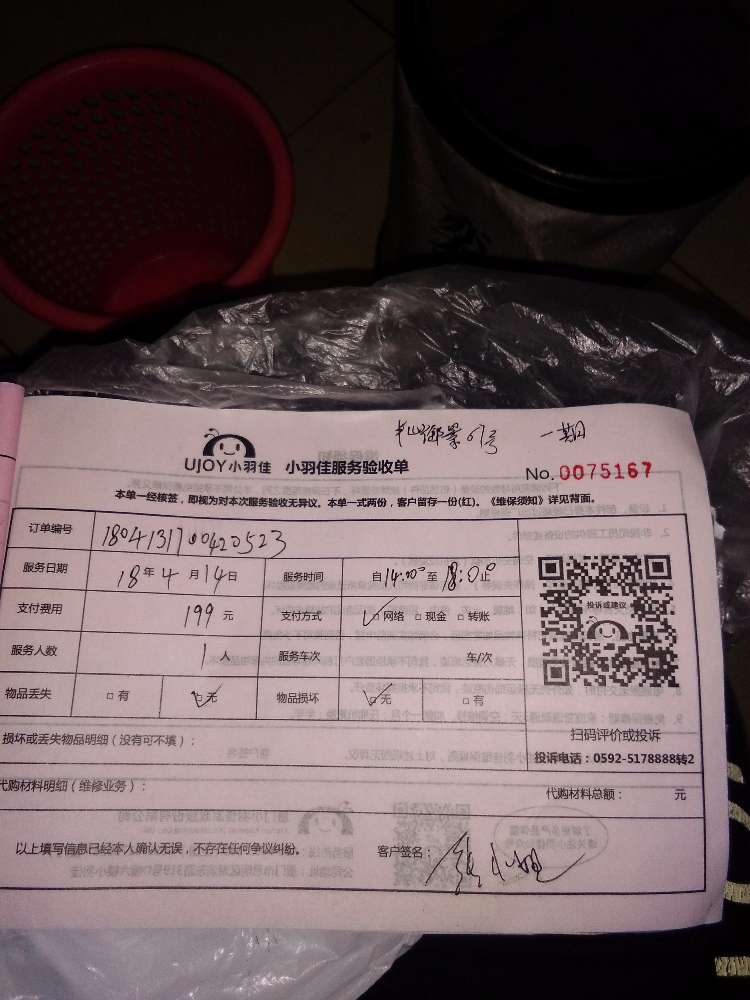 一期
UJOY小羽佳 小羽佳服务验收单
No.0075167
本单一经核签，即视为对本次服务验收无异议。本单一式两份，客户留存一份(红)。《维保须知》详见背面。
订单编号
服务日期 18年4月14日 服务时间 自14:00至18:0止
支付费用 199元 支付方式 ☑网络 □现金 □转账
投诉或建议
服务人数 1人 服务车次 车/次
物品丢失 □有 ☑无 物品损坏 ☑无 □有
扫码评价或投诉
损坏或丢失物品明细（没有可不填）：
投诉电话：0592-5178888转2
代购材料明细（维修业务）： 代购材料总额： 元
以上填写信息已经本人确认无误，不存在任何争议纠纷。 客户签名：